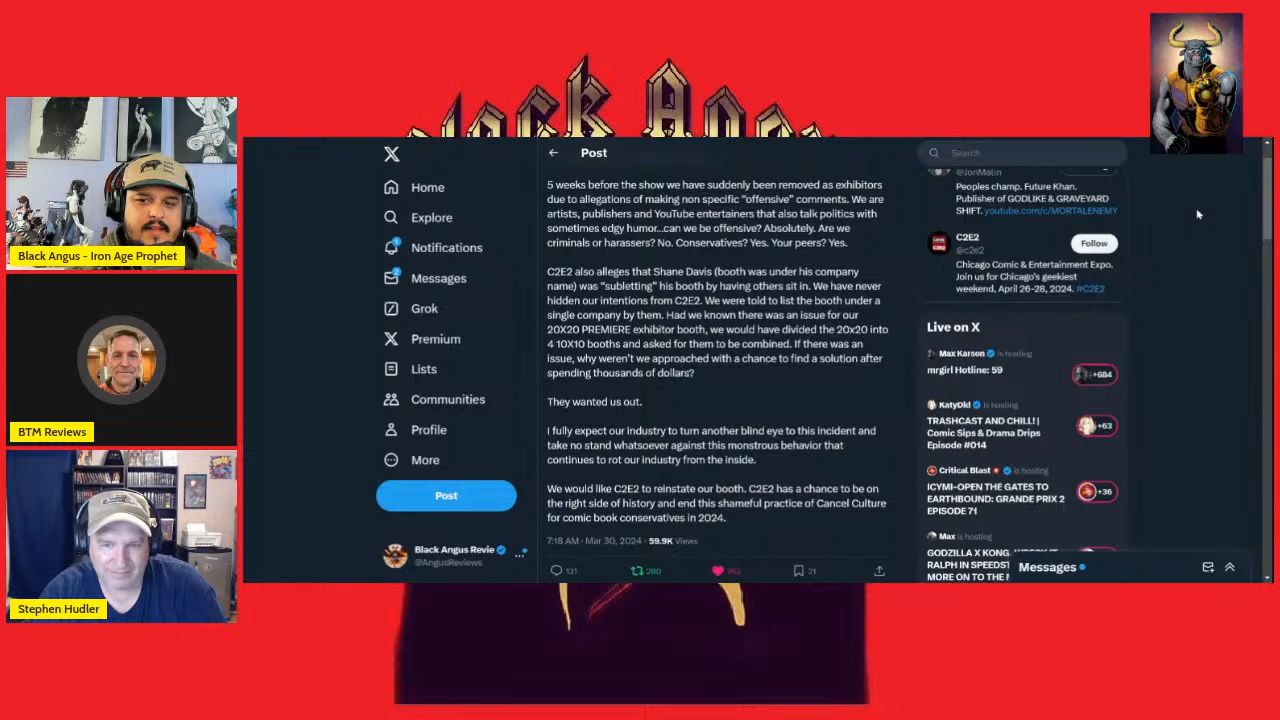 Black Angus
Black Angus - Iron Age Prophet
BTM Reviews
Stephen Hudler
Home
Explore
Notifications
Messages
Grok
Premium
Lists
Communities
Profile
More
Post
Black Angus Revie
@AngusReviews
Post
5 weeks before the show we have suddenly been removed as exhibitors
due to allegations of making non specific "offensive" comments. We are
artists, publishers and YouTube entertainers that also talk politics with
sometimes edgy humor...can we be offensive? Absolutely. Are we
criminals or harassers? No. Conservatives? Yes. Your peers? Yes.
C2E2 also alleges that Shane Davis (booth was under his company
name) was "subletting" his booth by having others sit in. We have never
hidden our intentions from C2E2. We were told to list the booth under a
single company by them. Had we known there was an issue for our
20X20 PREMIERE exhibitor booth, we would have divided the 20x20 into
4 10X10 booths and asked for them to be combined. If there was an
issue, why weren't we approached with a chance to find a solution after
spending thousands of dollars?
They wanted us out.
I fully expect our industry to turn another blind eye to this incident and
take no stand whatsoever against this monstrous behavior that
continues to rot our industry from the inside.
We would like C2E2 to reinstate our booth. C2E2 has a chance to be on
the right side of history and end this shameful practice of Cancel Culture
for comic book conservatives in 2024.
7:18 AM · Mar 30, 2024 · 59.9K Views
131 280 21
Search
@JonMalin
Peoples champ. Future Khan.
Publisher of GODLIKE & GRAVEYARD
SHIFT. youtube.com/c/MORTALENEMY
C2E2
@c2e2
Follow
Chicago Comic & Entertainment Expo.
Join us for Chicago's geekiest
weekend, April 26-28, 2024. #C2E2
Live on X
Max Karson is hosting
mrgirl Hotline: 59
+684
KatyDid is hosting
TRASHCAST AND CHILL! |
Comic Sips & Drama Drips
Episode #014
+63
Critical Blast is hosting
ICYMI-OPEN THE GATES TO
EARTHBOUND: GRANDE PRIX 2
EPISODE 71
+36
Max is hosting
GODZILLA X KONG, WRECK IT
RALPH IN SPEEDST
MORE ON TO THE
Messages